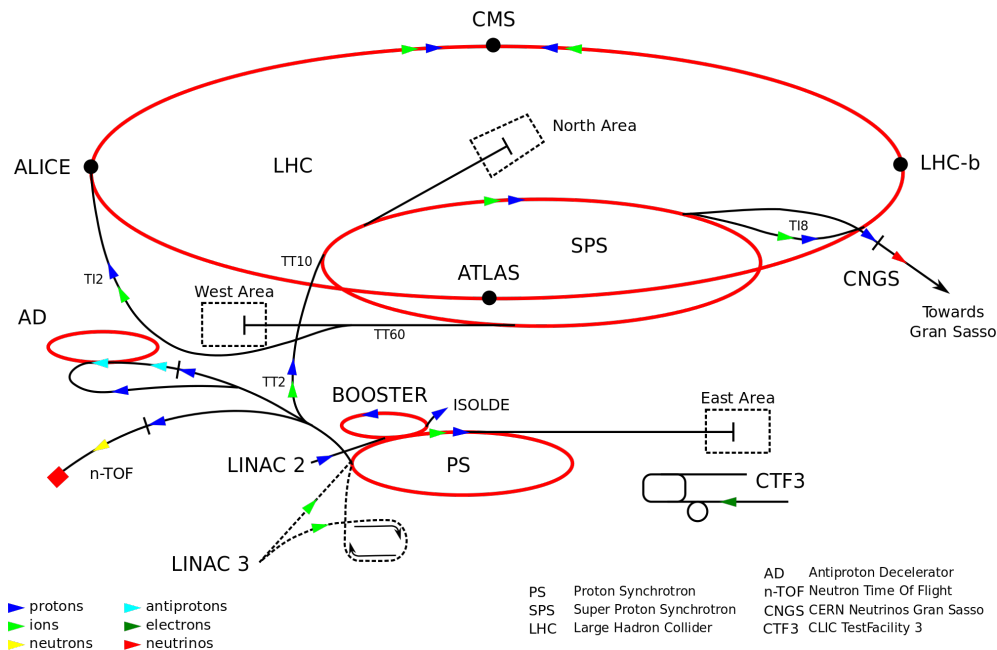 CMS
North Area
ALICE
LHC
LHC-b
TI8
SPS
TT10
ATLAS
TI2
CNGS
West Area
Towards
Gran Sasso
AD
TT60
TT2
BOOSTER
ISOLDE
East Area
n-TOF
LINAC 2
PS
CTF3
LINAC 3
protons
ions
neutrons
antiprotons
electrons
neutrinos
PS Proton Synchrotron
SPS Super Proton Synchrotron
LHC Large Hadron Collider
AD Antiproton Decelerator
n-TOF Neutron Time Of Flight
CNGS CERN Neutrinos Gran Sasso
CTF3 CLIC TestFacility 3